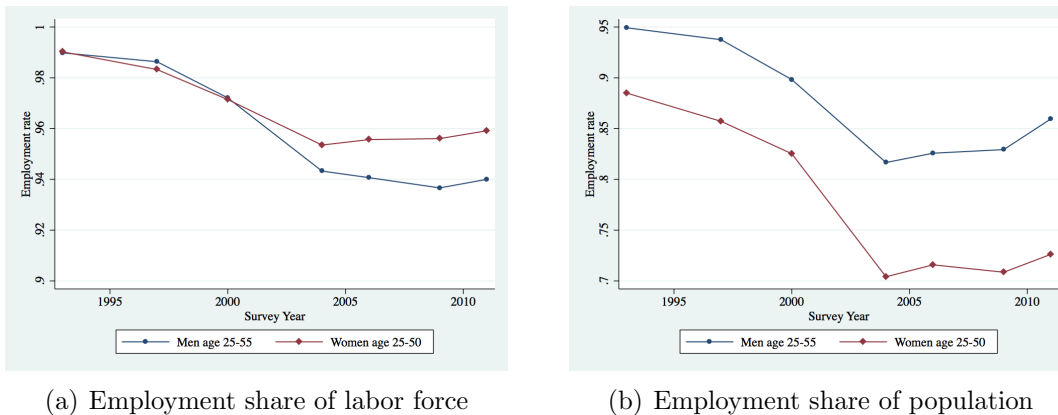 Employment rate
1
.98
.96
.94
.92
.9
1995 2000 2005 2010
Survey Year
Men age 25-55 Women age 25-50
(a) Employment share of labor force
Employment rate
.95
.9
.85
.8
.75
.7
1995 2000 2005 2010
Survey Year
Men age 25-55 Women age 25-50
(b) Employment share of population